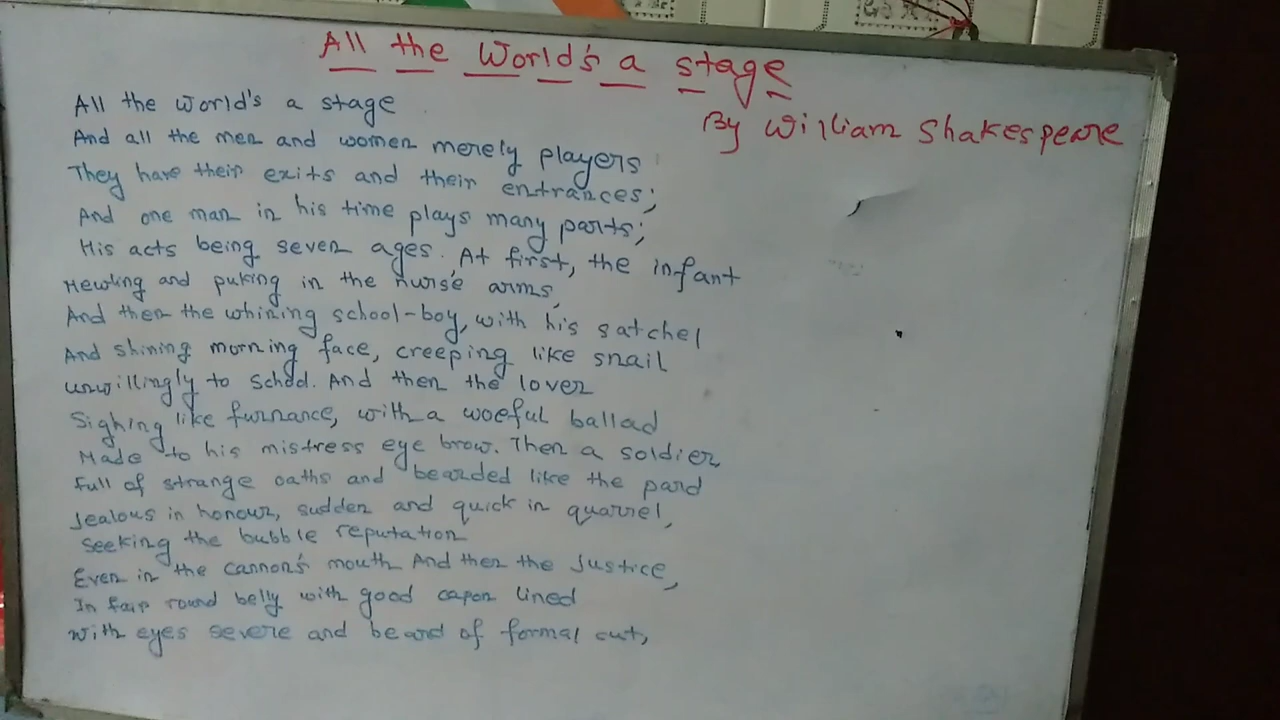 All the World's a stage
By William Shakespeare
All the world's a stage
And all the men and women merely players
They have their exits and their entrances;
And one man in his time plays many parts;
His acts being seven ages. At first, the infant
Mewling and puking in the nurse's arms,
And then the whining school-boy, with his satchel
And shining morning face, creeping like snail
unwillingly to school. And then the lover
Sighing like furnance, with a woeful ballad
Made to his mistress eye brow. Then a soldier
Full of strange oaths and bearded like the pard
Jealous in honour, sudden and quick in quarrel,
Seeking the bubble reputation
Even in the cannon's mouth And then the justice,
In fair round belly with good capon lined
With eyes severe and beard of formal cut,